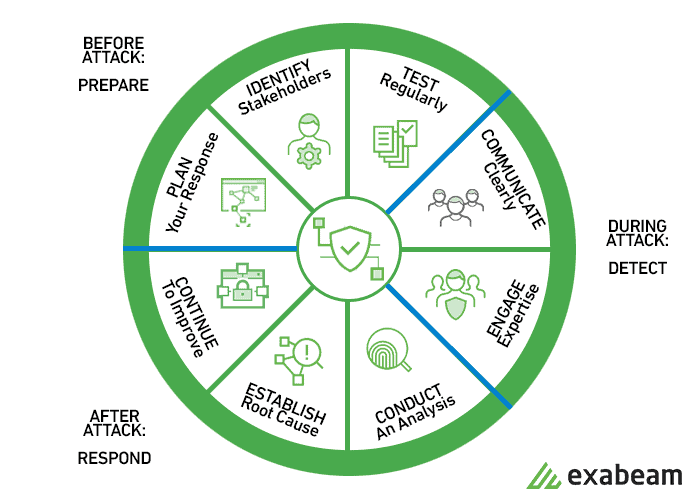 BEFORE
ATTACK:
PREPARE
PLAN
Your Response
IDENTIFY
Stakeholders
TEST
Regularly
COMMUNICATE
Clearly
DURING
ATTACK:
DETECT
ENGAGE
Expertise
CONDUCT
An Analysis
ESTABLISH
Root Cause
CONTINUE
To Improve
AFTER
ATTACK:
RESPOND
exabeam